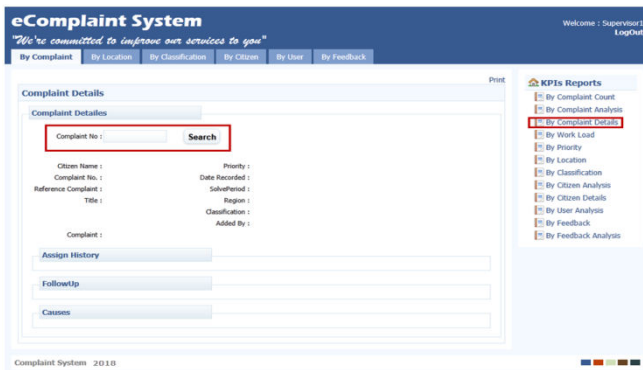 eComplaint System
"We're committed to improve our services to you"
Welcome : Supervisor1
LogOut
By Complaint By Location By Classification By Citizen By User By Feedback
Print
Complaint Details
Complaint Detailes
Complaint No : Search
Citizen Name : Priority :
Complaint No. : Date Recorded :
Reference Complaint : SolvePeriod :
Title : Region :
Classification :
Added By :
Complaint :
Assign History
FollowUp
Causes
KPIs Reports
By Complaint Count
By Complaint Analysis
By Complaint Details
By Work Load
By Priority
By Location
By Classification
By Citizen Analysis
By Citizen Details
By User Analysis
By Feedback
By Feedback Analysis
Complaint System 2018